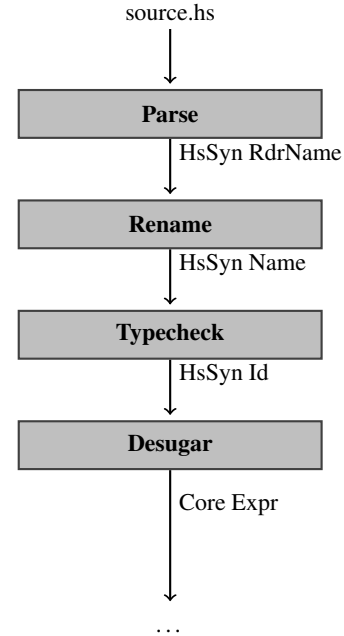 source.hs
Parse
HsSyn RdrName
Rename
HsSyn Name
Typecheck
HsSyn Id
Desugar
Core Expr
...